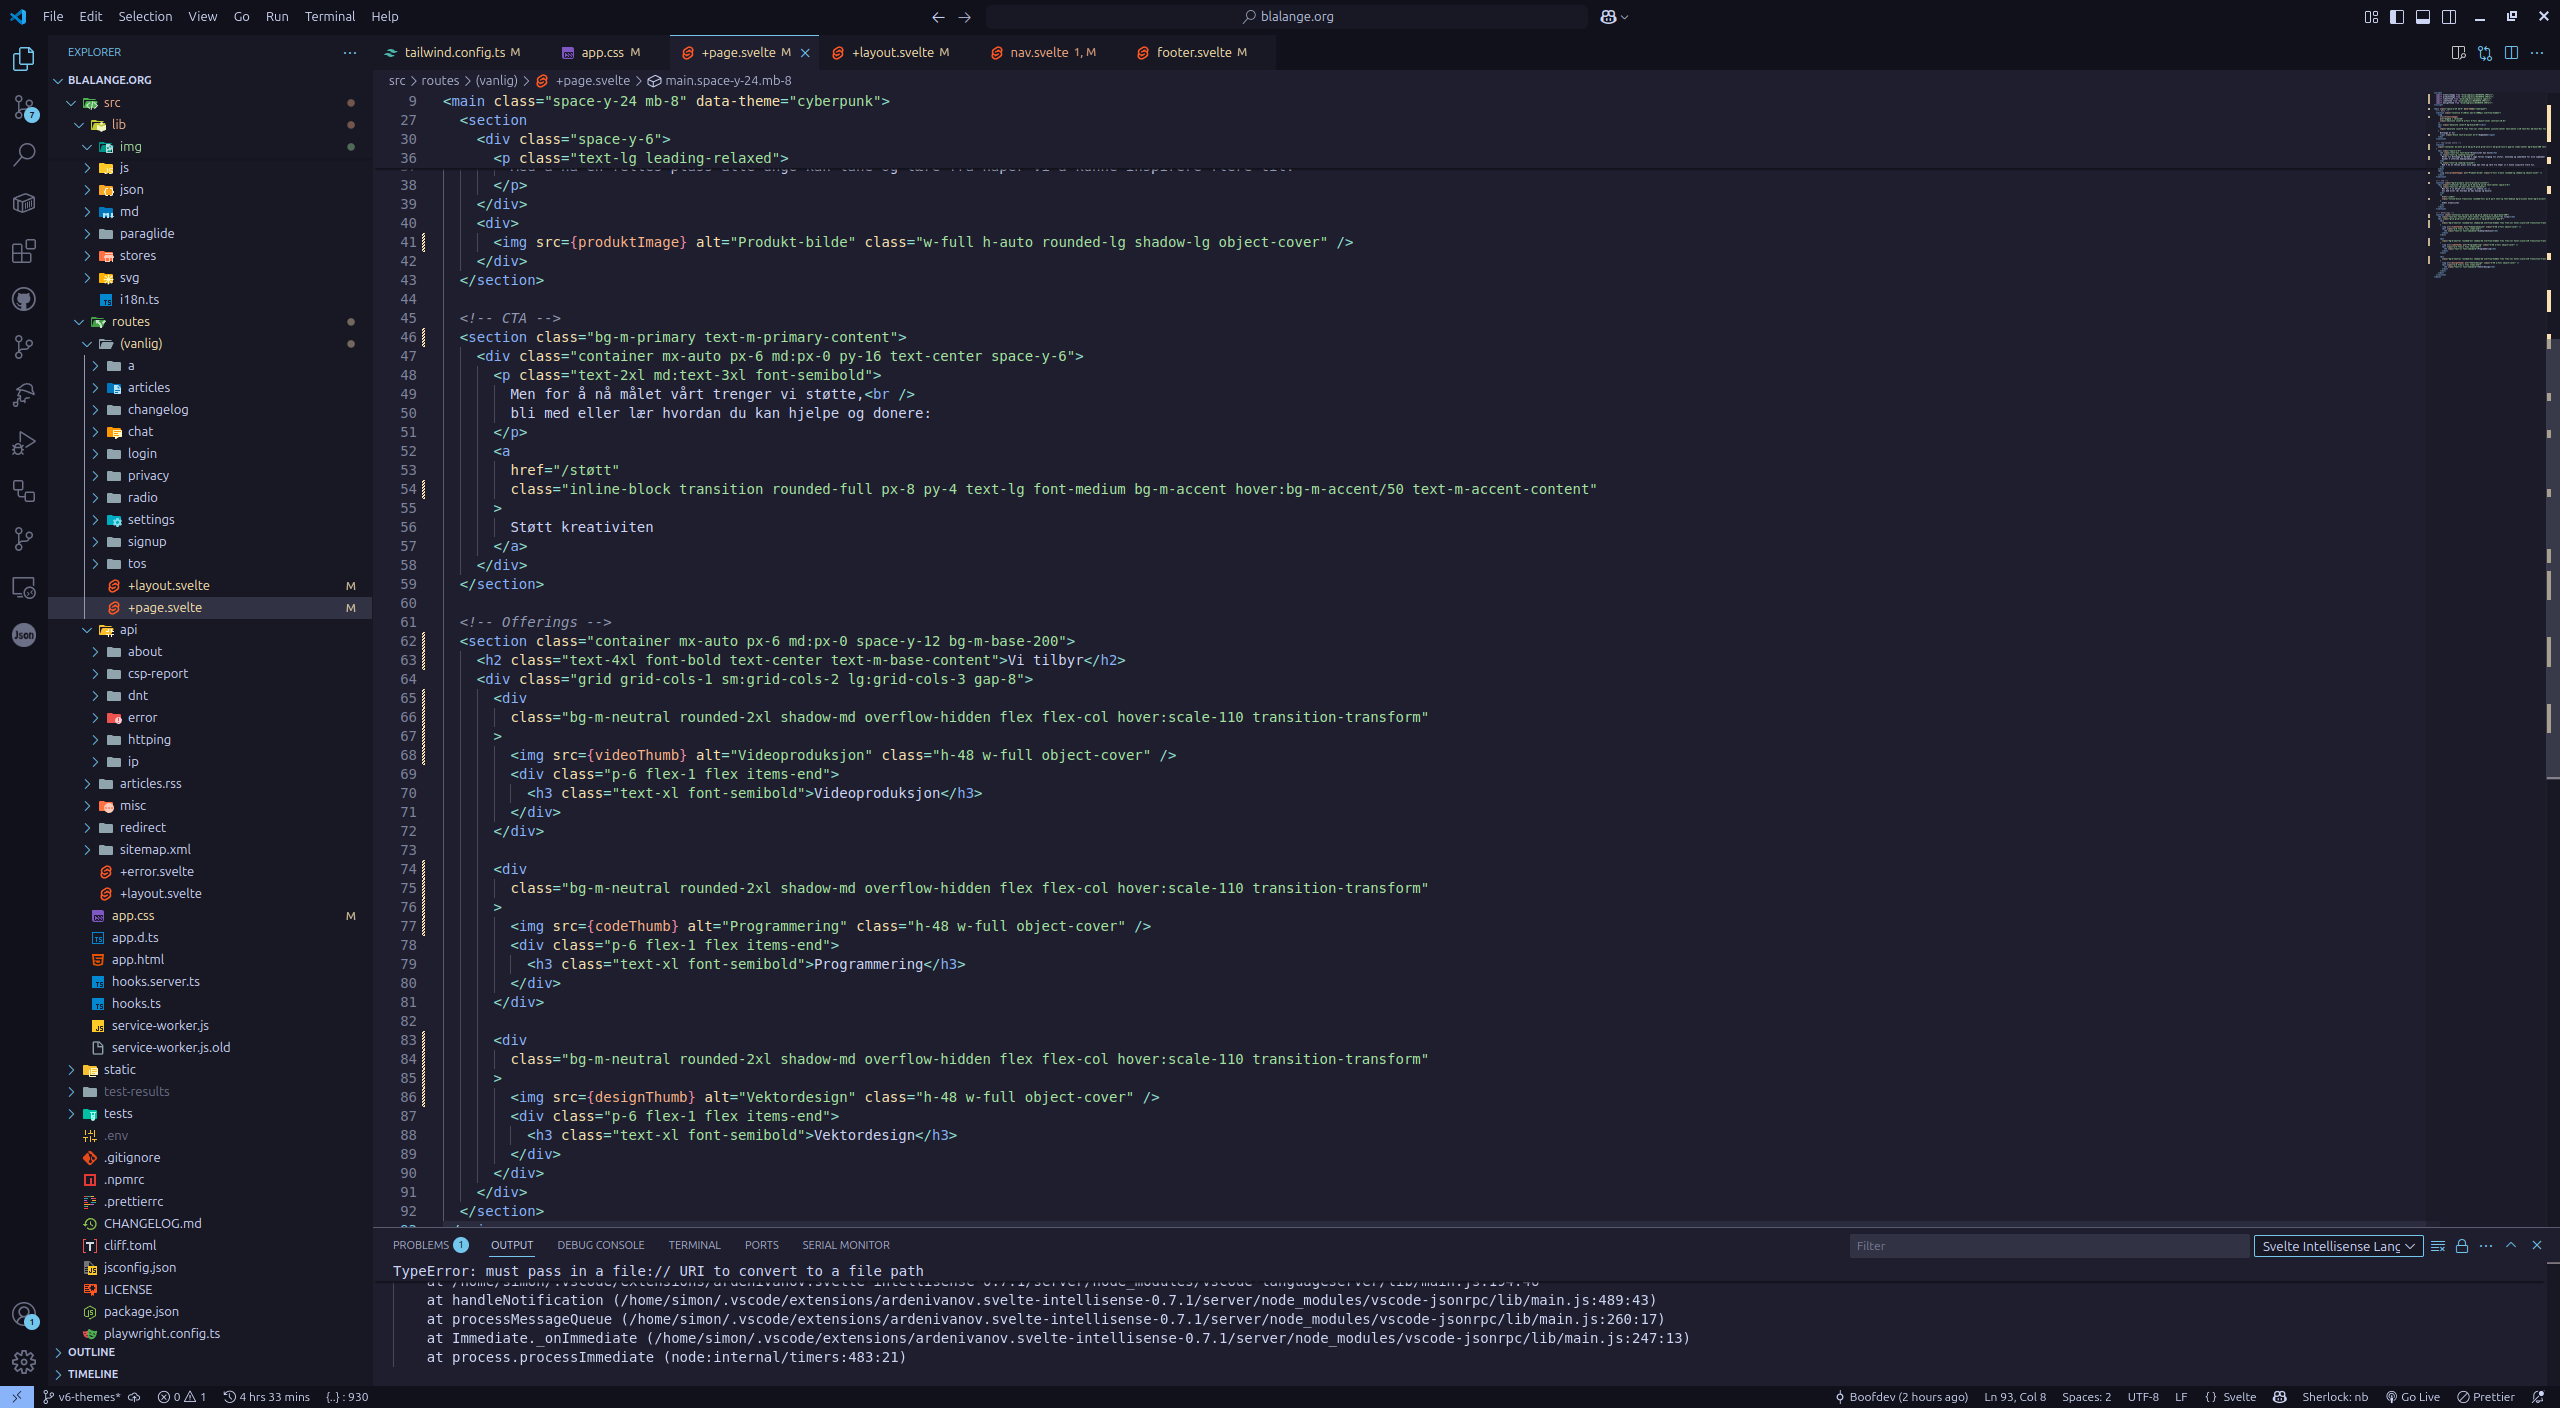 File Edit Selection View Go Run Terminal Help
blalange.org
EXPLORER
BLALANGE.ORG
src
lib
img
js
json
md
paraglide
stores
svg
i18n.ts
routes
(vanlig)
a
articles
changelog
chat
login
privacy
radio
settings
signup
tos
+layout.svelte M
+page.svelte M
api
about
csp-report
dnt
error
httping
ip
articles.rss
misc
redirect
sitemap.xml
+error.svelte
+layout.svelte
app.css M
app.d.ts
app.html
hooks.server.ts
hooks.ts
service-worker.js
service-worker.js.old
static
test-results
tests
.env
.gitignore
.npmrc
.prettierrc
CHANGELOG.md
cliff.toml
jsconfig.json
LICENSE
package.json
playwright.config.ts
OUTLINE
TIMELINE
7
Json
1
tailwind.config.ts M app.css M +page.svelte M +layout.svelte M nav.svelte 1, M footer.svelte M
src > routes > (vanlig) > +page.svelte > main.space-y-24.mb-8
9 <main class="space-y-24 mb-8" data-theme="cyberpunk">
27 <section
30 <div class="space-y-6">
36 <p class="text-lg leading-relaxed">
38 </p>
39 </div>
40 <div>
41 <img src={produktImage} alt="Produkt-bilde" class="w-full h-auto rounded-lg shadow-lg object-cover" />
42 </div>
43 </section>
44
45 <!-- CTA -->
46 <section class="bg-m-primary text-m-primary-content">
47 <div class="container mx-auto px-6 md:px-0 py-16 text-center space-y-6">
48 <p class="text-2xl md:text-3xl font-semibold">
49 Men for å nå målet vårt trenger vi støtte,<br />
50 bli med eller lær hvordan du kan hjelpe og donere:
51 </p>
52 <a
53 href="/støtt"
54 class="inline-block transition rounded-full px-8 py-4 text-lg font-medium bg-m-accent hover:bg-m-accent/50 text-m-accent-content"
55 >
56 Støtt kreativiten
57 </a>
58 </div>
59 </section>
60
61 <!-- Offerings -->
62 <section class="container mx-auto px-6 md:px-0 space-y-12 bg-m-base-200">
63 <h2 class="text-4xl font-bold text-center text-m-base-content">Vi tilbyr</h2>
64 <div class="grid grid-cols-1 sm:grid-cols-2 lg:grid-cols-3 gap-8">
65 <div
66 class="bg-m-neutral rounded-2xl shadow-md overflow-hidden flex flex-col hover:scale-110 transition-transform"
67 >
68 <img src={videoThumb} alt="Videoproduksjon" class="h-48 w-full object-cover" />
69 <div class="p-6 flex-1 flex items-end">
70 <h3 class="text-xl font-semibold">Videoproduksjon</h3>
71 </div>
72 </div>
73
74 <div
75 class="bg-m-neutral rounded-2xl shadow-md overflow-hidden flex flex-col hover:scale-110 transition-transform"
76 >
77 <img src={codeThumb} alt="Programmering" class="h-48 w-full object-cover" />
78 <div class="p-6 flex-1 flex items-end">
79 <h3 class="text-xl font-semibold">Programmering</h3>
80 </div>
81 </div>
82
83 <div
84 class="bg-m-neutral rounded-2xl shadow-md overflow-hidden flex flex-col hover:scale-110 transition-transform"
85 >
86 <img src={designThumb} alt="Vektordesign" class="h-48 w-full object-cover" />
87 <div class="p-6 flex-1 flex items-end">
88 <h3 class="text-xl font-semibold">Vektordesign</h3>
89 </div>
90 </div>
91 </div>
92 </section>
PROBLEMS 1 OUTPUT DEBUG CONSOLE TERMINAL PORTS SERIAL MONITOR
Filter
Svelte Intellisense Lang
TypeError: must pass in a file:// URI to convert to a file path
at handleNotification (/home/simon/.vscode/extensions/ardenivanov.svelte-intellisense-0.7.1/server/node_modules/vscode-jsonrpc/lib/main.js:489:43)
at processMessageQueue (/home/simon/.vscode/extensions/ardenivanov.svelte-intellisense-0.7.1/server/node_modules/vscode-jsonrpc/lib/main.js:260:17)
at Immediate._onImmediate (/home/simon/.vscode/extensions/ardenivanov.svelte-intellisense-0.7.1/server/node_modules/vscode-jsonrpc/lib/main.js:247:13)
at process.processImmediate (node:internal/timers:483:21)
v6-themes* 0 1 4 hrs 33 mins {..} : 930 Boofdev (2 hours ago) Ln 93, Col 8 Spaces: 2 UTF-8 LF { } Svelte Sherlock: nb Go Live Prettier